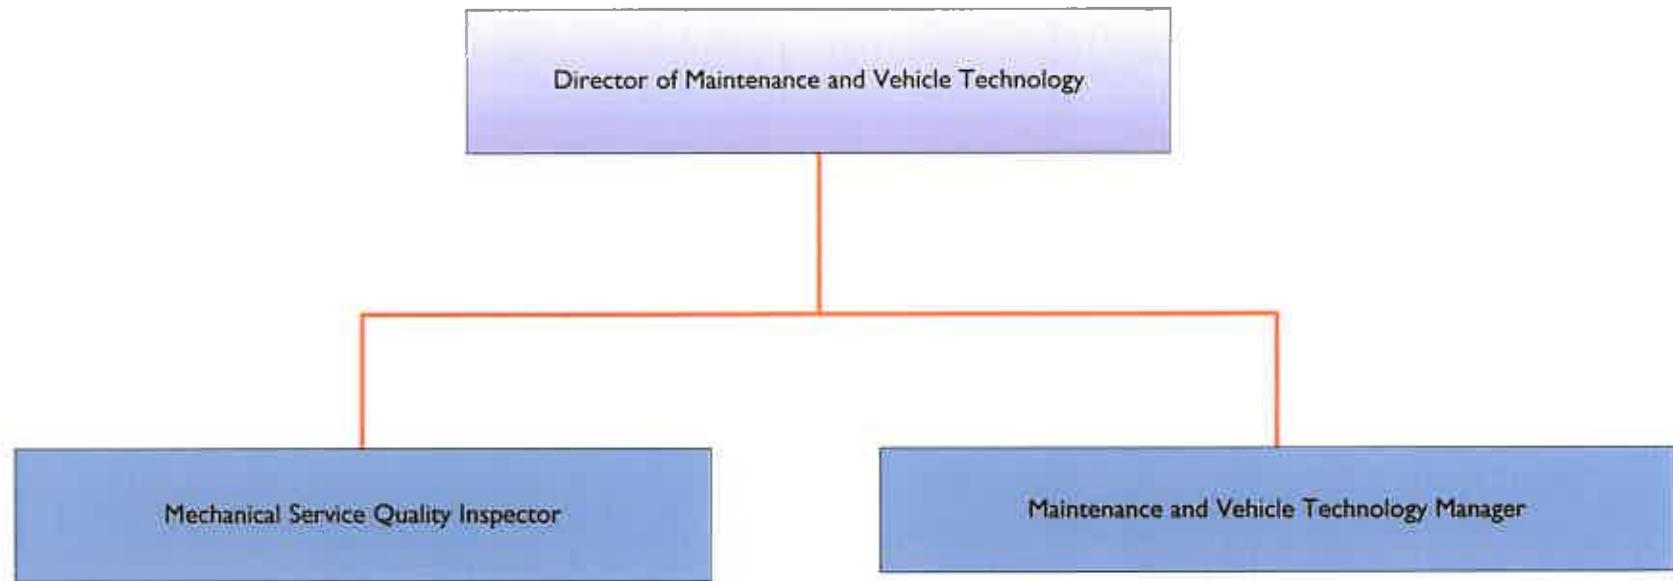 Director of Maintenance and Vehicle Technology
Mechanical Service Quality Inspector
Maintenance and Vehicle Technology Manager